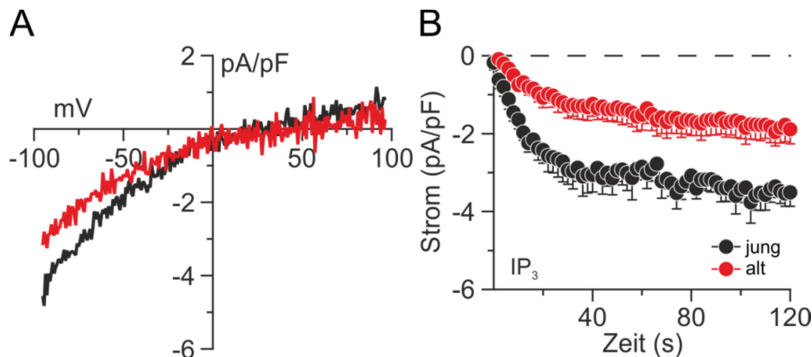 A
2
pA/pF
mV
-100
-50
0
50
100
-2
-4
-6
B
0
-2
-4
-6
Strom (pA/pF)
IP₃
jung
alt
40
80
120
Zeit (s)